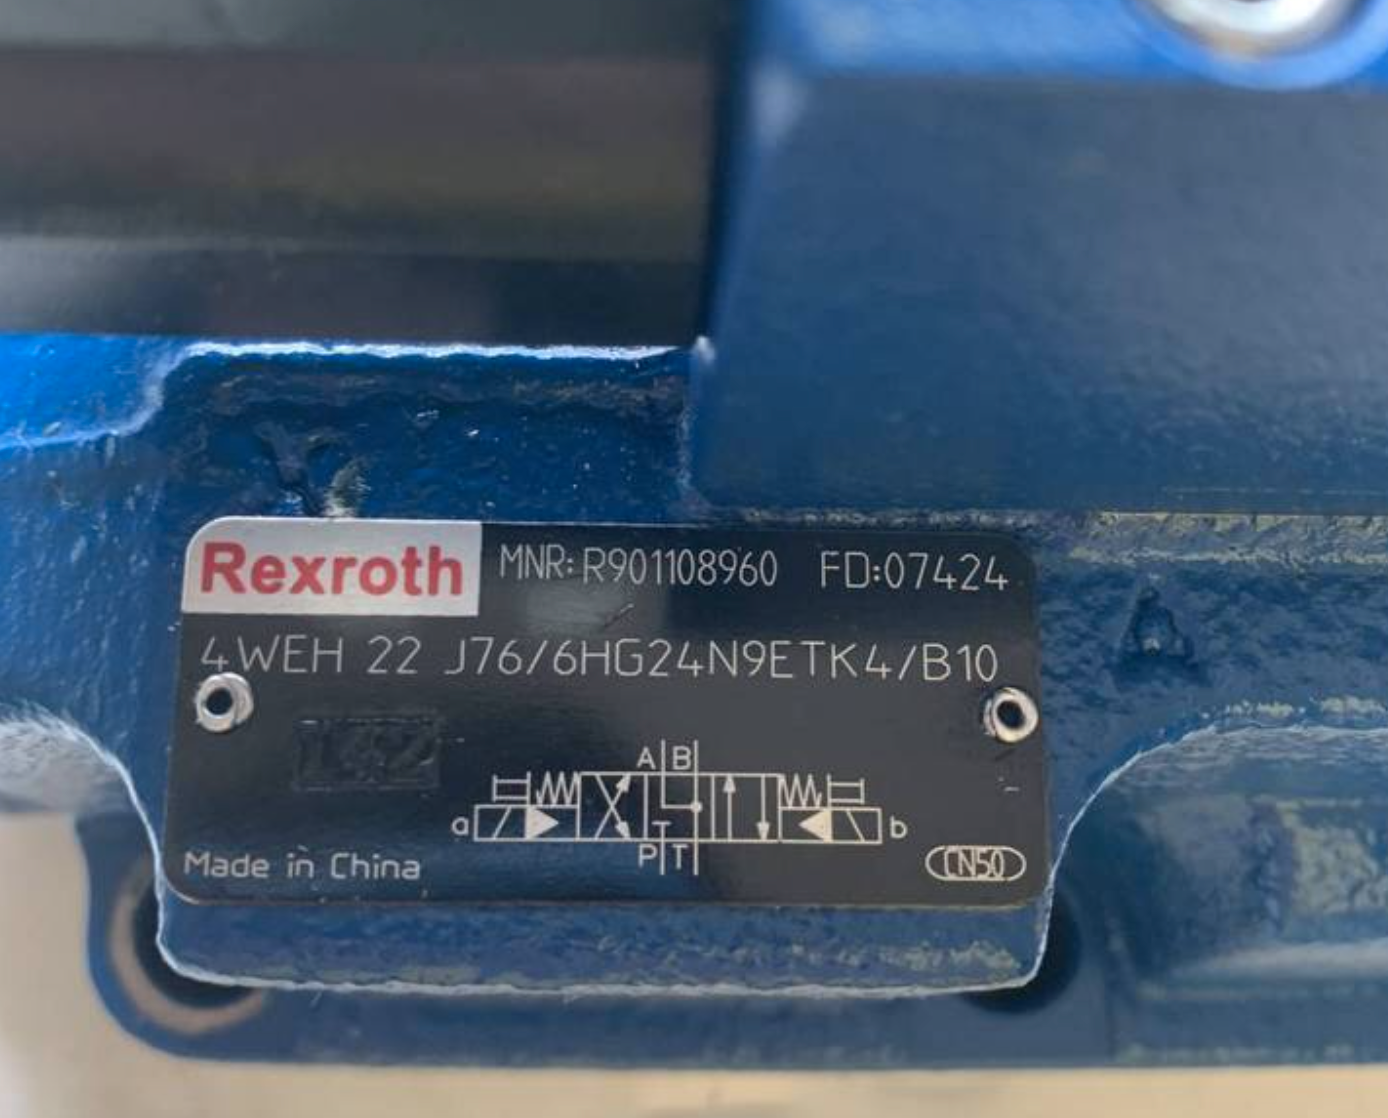 Rexroth MNR: R901108960 FD:07424
4WEH 22 J76/6HG24N9ETK4/B10
A B
a b
P T
Made in China CN50